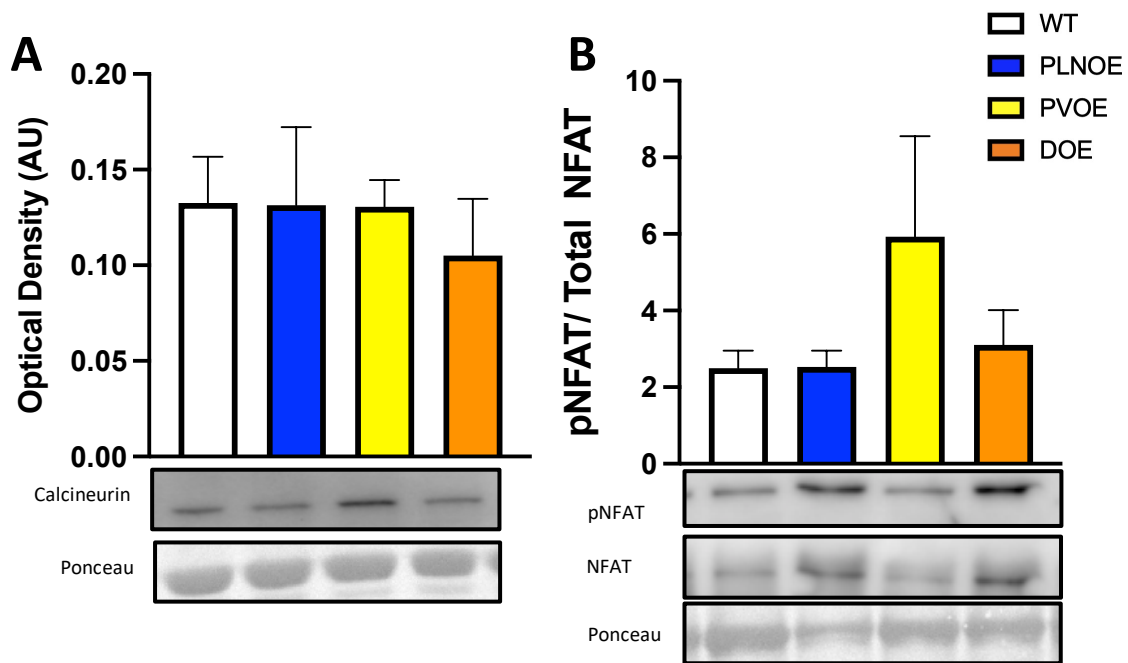 A
Optical Density (AU)
0.20
0.15
0.10
0.05
0.00
Calcineurin
Ponceau
B
pNFAT/ Total NFAT
10
8
6
4
2
0
pNFAT
NFAT
Ponceau
WT
PLNOE
PVOE
DOE